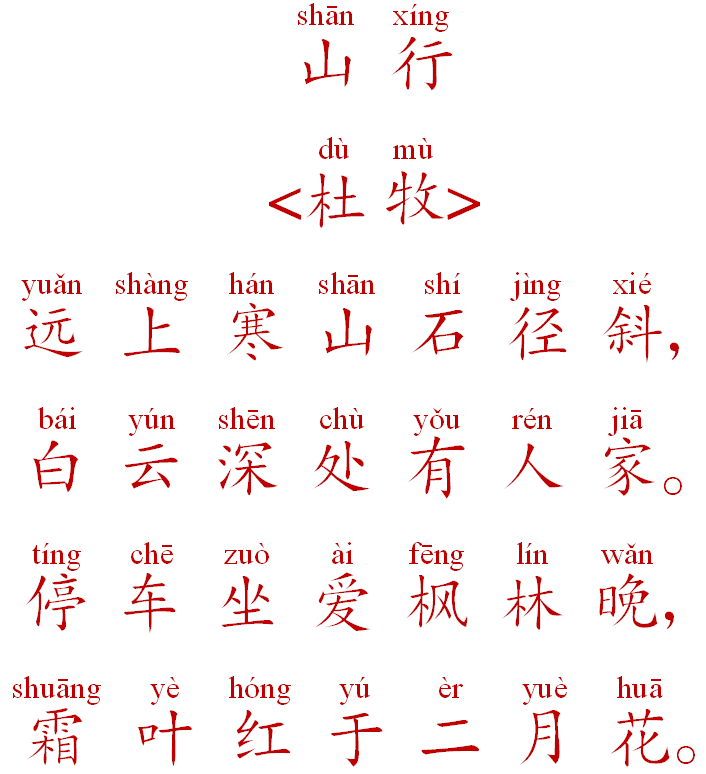 shān xíng
山 行
dù mù
<杜 牧>
yuǎn shàng hán shān shí jìng xié
远 上 寒 山 石 径 斜，
bái yún shēn chù yǒu rén jiā
白 云 深 处 有 人 家。
tíng chē zuò ài fēng lín wǎn
停 车 坐 爱 枫 林 晚，
shuāng yè hóng yú èr yuè huā
霜 叶 红 于 二 月 花。